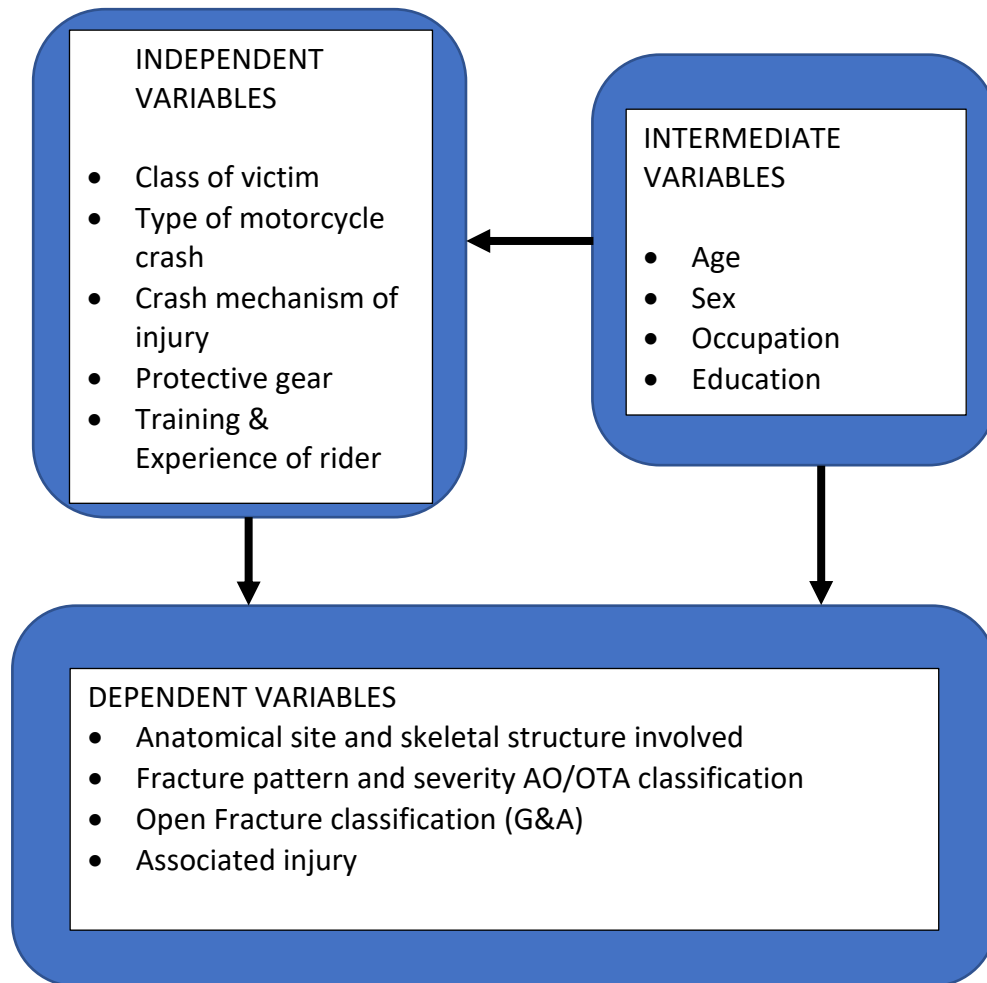 INDEPENDENT
VARIABLES
• Class of victim
• Type of motorcycle
crash
• Crash mechanism of
injury
• Protective gear
• Training &
Experience of rider
INTERMEDIATE
VARIABLES
• Age
• Sex
• Occupation
• Education
DEPENDENT VARIABLES
• Anatomical site and skeletal structure involved
• Fracture pattern and severity AO/OTA classification
• Open Fracture classification (G&A)
• Associated injury